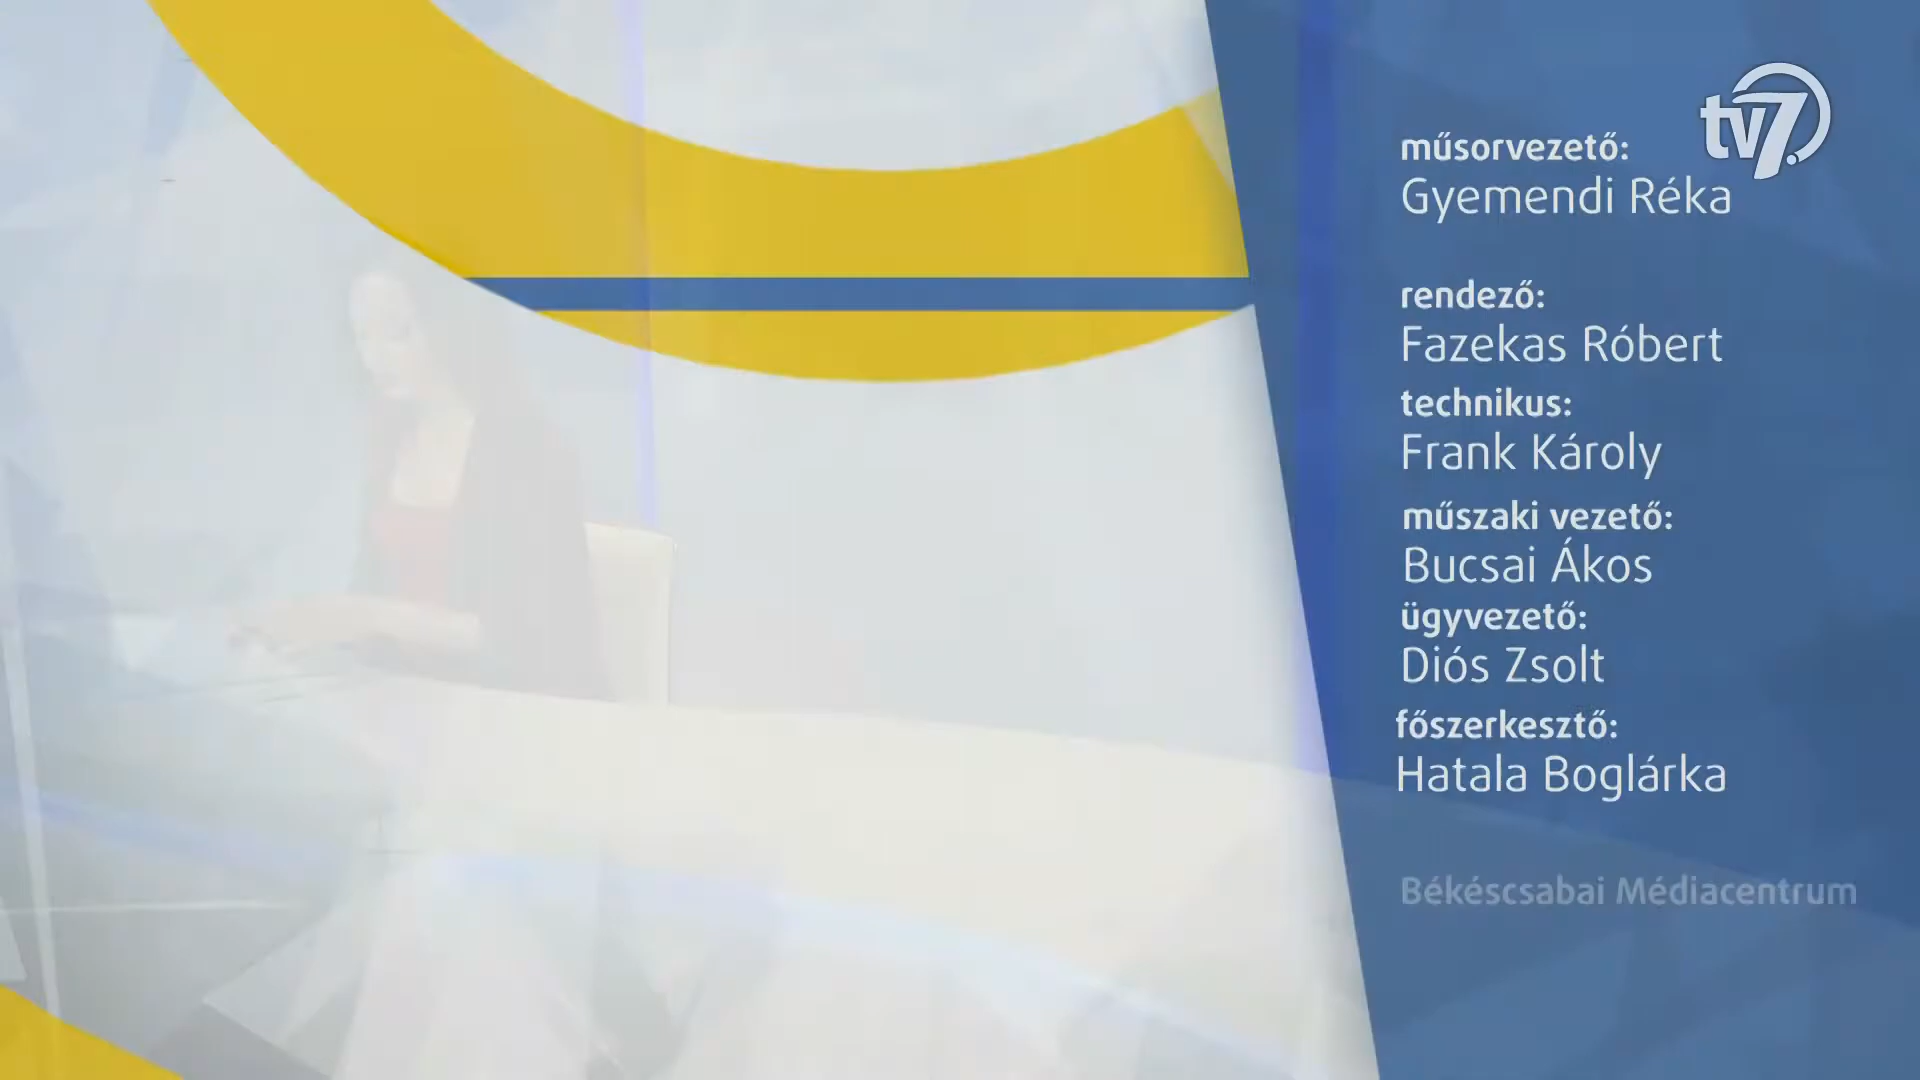 tv7.
műsorvezető:
Gyemendi Réka
rendező:
Fazekas Róbert
technikus:
Frank Károly
műszaki vezető:
Bucsai Ákos
ügyvezető:
Diós Zsolt
főszerkesztő:
Hatala Boglárka
Békéscsabai Médiacentrum